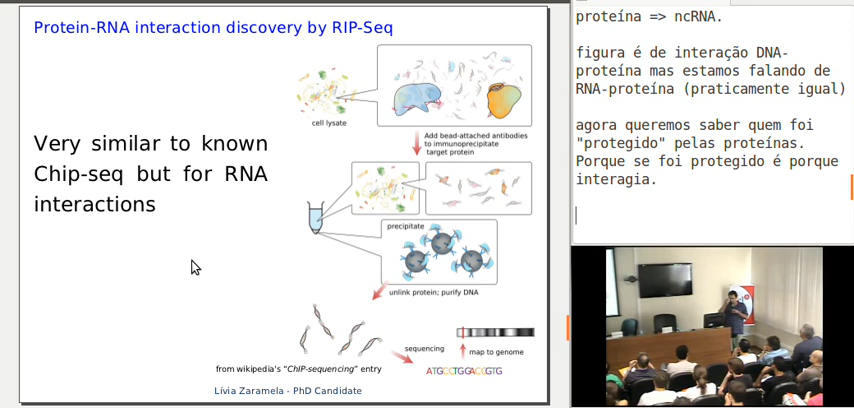 Protein-RNA interaction discovery by RIP-Seq
Very similar to known
Chip-seq but for RNA
interactions
cell lysate
Add bead-attached antibodies
to immunoprecipitate
target protein
precipitate
unlink protein; purify DNA
sequencing
map to genome
ATGCCTGGACCGTG
from wikipedia's "ChIP-sequencing" entry
Lívia Zaramela - PhD Candidate
proteína => ncRNA.
figura é de interação DNA-
proteína mas estamos falando de
RNA-proteína (praticamente igual)
agora queremos saber quem foi
"protegido" pelas proteínas.
Porque se foi protegido é porque
interagia.